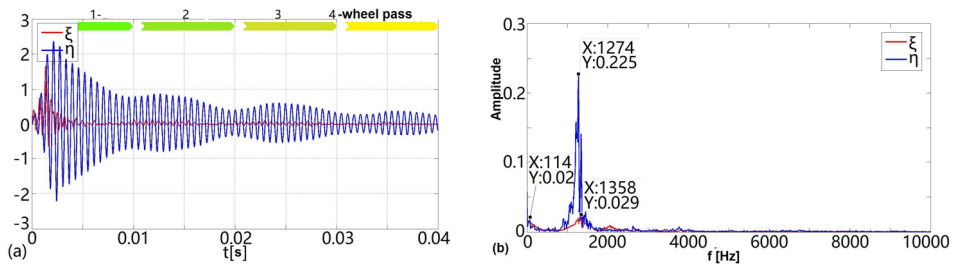 1- 2 3 4 -wheel pass
ξ
η
3
2
1
0
-1
-2
-3
0 0.01 0.02 0.03 0.04
t[s]
(a)
ξ
η
X:1274
Y:0.225
X:114
Y:0.02
X:1358
Y:0.029
Amplitude
0.3
0.2
0.1
0
0 2000 4000 6000 8000 10000
f [Hz]
(b)